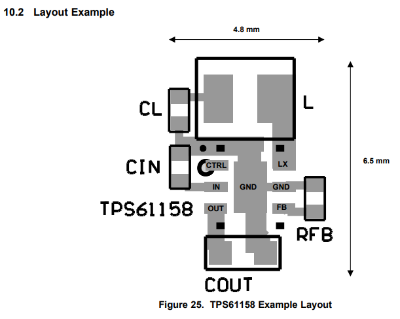 10.2 Layout Example
4.8 mm
CL
L
6.5 mm
CTRL
LX
CIN
IN
GND
GND
TPS61158
OUT
FB
RFB
COUT
Figure 25. TPS61158 Example Layout